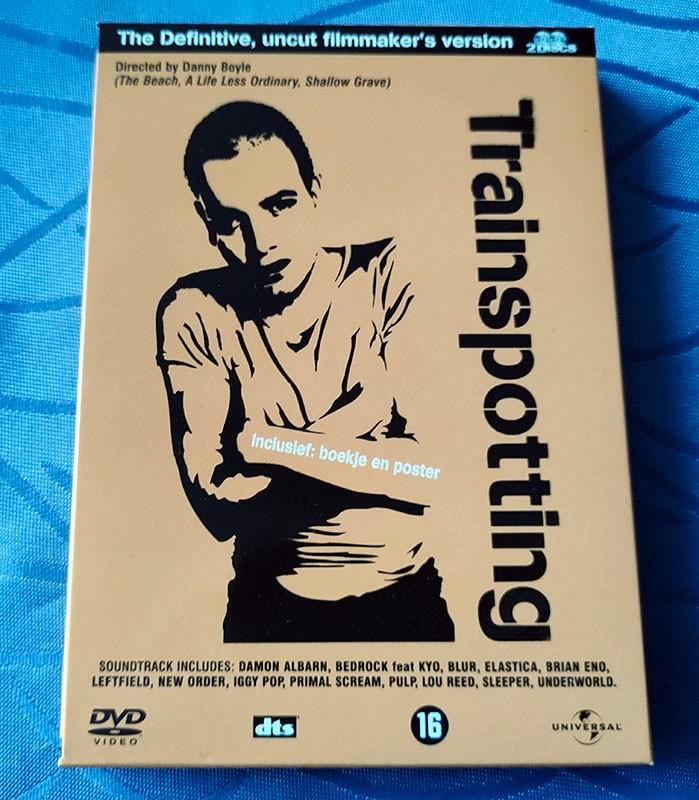 The Definitive, uncut filmmaker's version
2 DISCS
Directed by Danny Boyle
(The Beach, A Life Less Ordinary, Shallow Grave)
Trainspotting
Inclusief: boekje en poster
SOUNDTRACK INCLUDES: DAMON ALBARN, BEDROCK feat KYO, BLUR, ELASTICA, BRIAN ENO,
LEFTFIELD, NEW ORDER, IGGY POP, PRIMAL SCREAM, PULP, LOU REED, SLEEPER, UNDERWORLD.
DVD
VIDEO
dts
16
UNIVERSAL